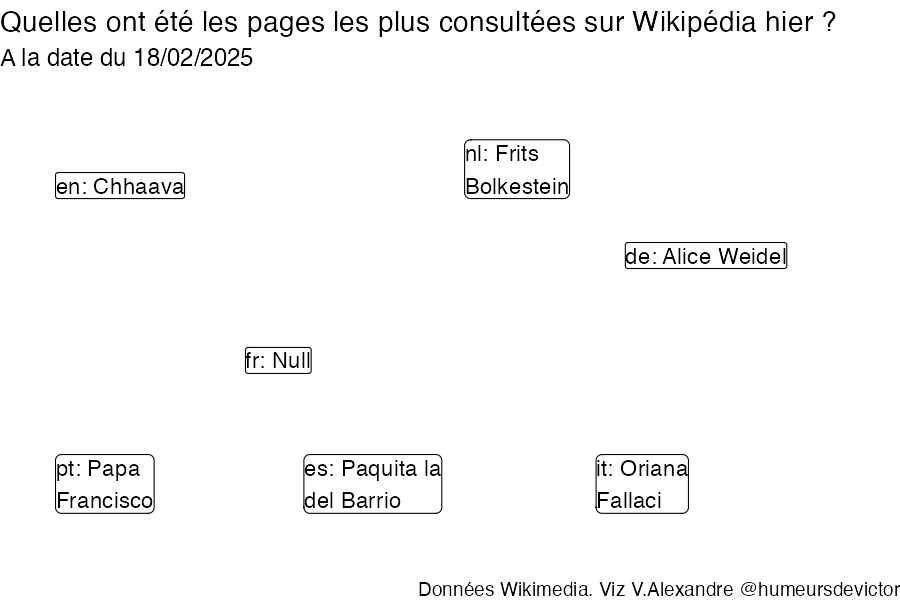 Quelles ont été les pages les plus consultées sur Wikipédia hier ?
A la date du 18/02/2025
nl: Frits
Bolkestein
en: Chhaava
de: Alice Weidel
fr: Null
pt: Papa
Francisco
es: Paquita la
del Barrio
it: Oriana
Fallaci
Données Wikimedia. Viz V.Alexandre @humeursdevictor